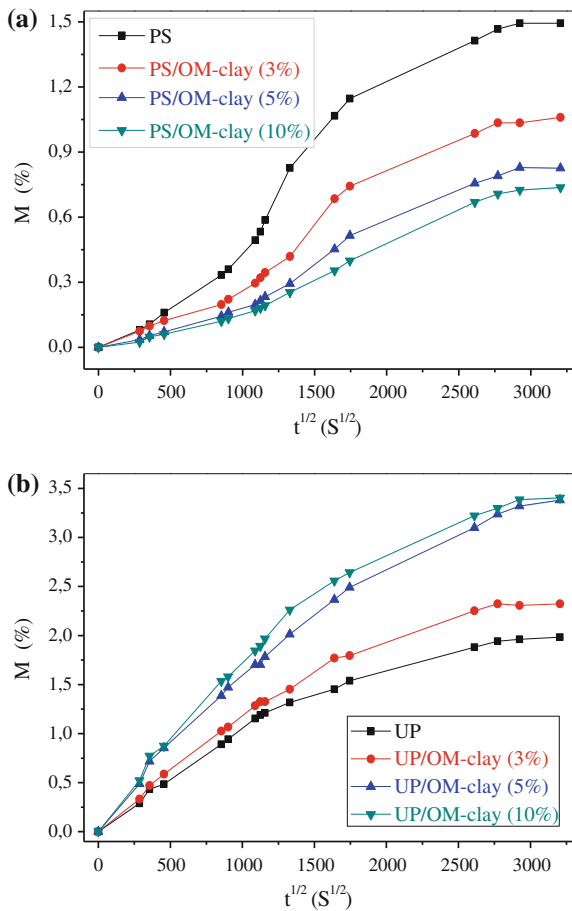 (a)
PS
PS/OM-clay (3%)
PS/OM-clay (5%)
PS/OM-clay (10%)
1,5
1,2
0,9
0,6
0,3
0,0
M (%)
0 500 1000 1500 2000 2500 3000
t^1/2 (S^1/2)
(b)
3,5
3,0
2,5
2,0
1,5
1,0
0,5
0,0
M (%)
UP
UP/OM-clay (3%)
UP/OM-clay (5%)
UP/OM-clay (10%)
0 500 1000 1500 2000 2500 3000
t^1/2 (S^1/2)